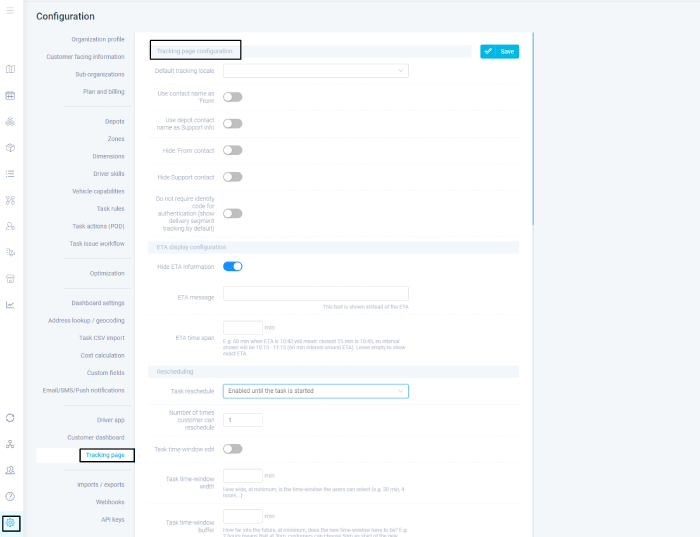 Configuration
Organization profile
Customer facing information
Sub-organizations
Plan and billing
Depots
Zones
Dimensions
Driver skills
Vehicle capabilities
Task rules
Task actions (POD)
Task issue workflow
Optimization
Dashboard settings
Address lookup / geocoding
Task CSV import
Cost calculation
Custom fields
Email/SMS/Push notifications
Driver app
Customer dashboard
Tracking page
Imports / exports
Webhooks
API keys
Tracking page configuration
Save
Default tracking locale
Use contact name as
'From'
Use depot contact
name as Support info
Hide 'From' contact
Hide Support contact
Do not require identity
code for
authentication (show
delivery segment
tracking by default)
ETA display configuration
Hide ETA information
ETA message
This text is shown instead of the ETA
ETA time span
min
E.g. 60 min when ETA is 10:40 will mean: closest 15 min is 10:45, so interval
shown will be 10:15 - 11:15 (60 min interval around ETA). Leave empty to show
exact ETA.
Rescheduling
Task reschedule
Enabled until the task is started
Number of times
customer can
reschedule
1
Task time-window edit
Task time-window
width
min
How wide, at minimum, is the time-window the users can select (e.g. 30 min, 4
hours...)
Task time-window
buffer
min
How far into the future, at minimum, does the new time-window have to be? E.g.